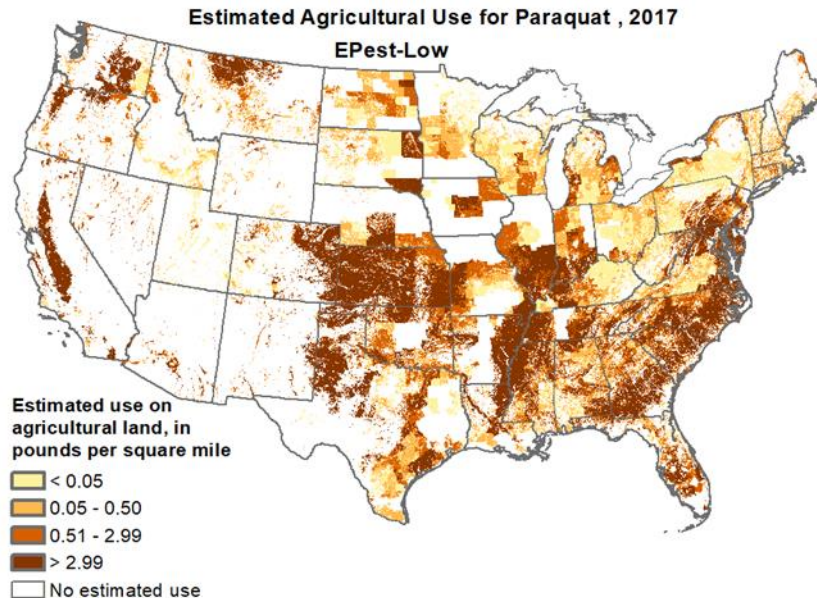 Estimated Agricultural Use for Paraquat , 2017
EPest-Low
Estimated use on
agricultural land, in
pounds per square mile
< 0.05
0.05 - 0.50
0.51 - 2.99
> 2.99
No estimated use